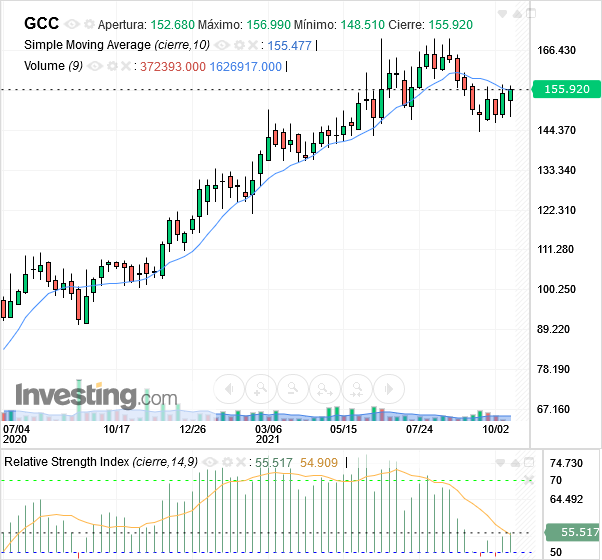 GCC Apertura: 152.680 Máximo: 156.990 Mínimo: 148.510 Cierre: 155.920
Simple Moving Average (cierre,10) : 155.477 |
Volume (9) : 372393.000 1626917.000 |
166.430
155.920
144.370
133.340
122.310
111.280
100.250
89.220
78.190
67.160
Investing.com
07/04 10/17 12/26 03/06 05/15 07/24 10/02
2020 2021
Relative Strength Index (cierre,14,9) : 55.517 54.909 |
74.730
70
64.492
55.517
50